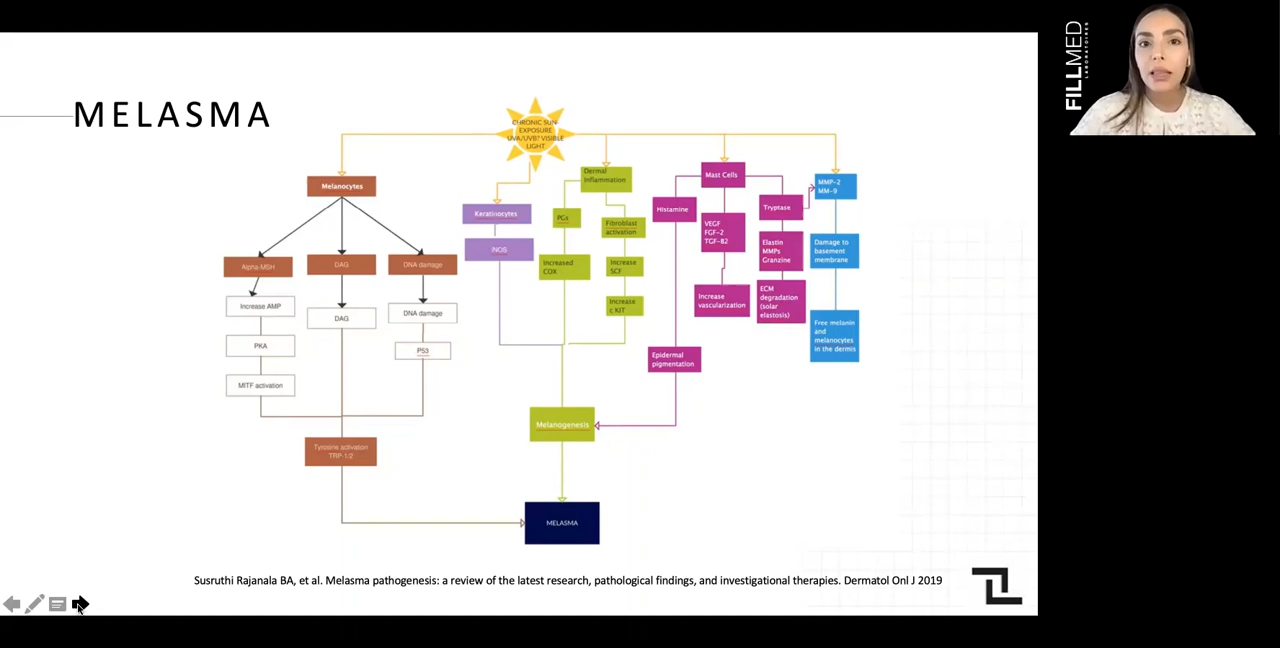 MELASMA
CHRONIC SUN
EXPOSURE
UVA/UVB? VISIBLE
LIGHT
Melanocytes
Alpha-MSH
GAG
DNA damage
Increase AMP
DAG
DNA damage
PKA
P53
MITF activation
Tyrosine activation
TRP-1/2
Keratinocytes
iNOS
Dermal
Inflammation
PGs
Fibroblast
activation
Increased
COX
Increase
SCF
Increase
c KIT
Mast Cells
Histamine
VEGF
FGF-2
TGF-B2
Tryptase
Elastin
MMPs
Granzine
Increase
vascularization
ECM
degradation
(solar
elastosis)
Epidermal
pigmentation
MMP-2
MM-9
Damage to
basement
membrane
Free melanin
and
melanocytes
in the dermis
Melanogenesis
MELASMA
Susruthi Rajanala BA, et al. Melasma pathogenesis: a review of the latest research, pathological findings, and investigational therapies. Dermatol Onl J 2019
FILLMED
LABORATOIRES